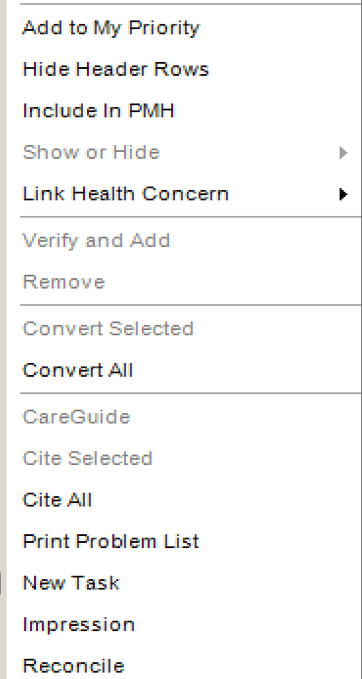 Add to My Priority
Hide Header Rows
Include In PMH
Show or Hide
Link Health Concern
Verify and Add
Remove
Convert Selected
Convert All
CareGuide
Cite Selected
Cite All
Print Problem List
New Task
Impression
Reconcile